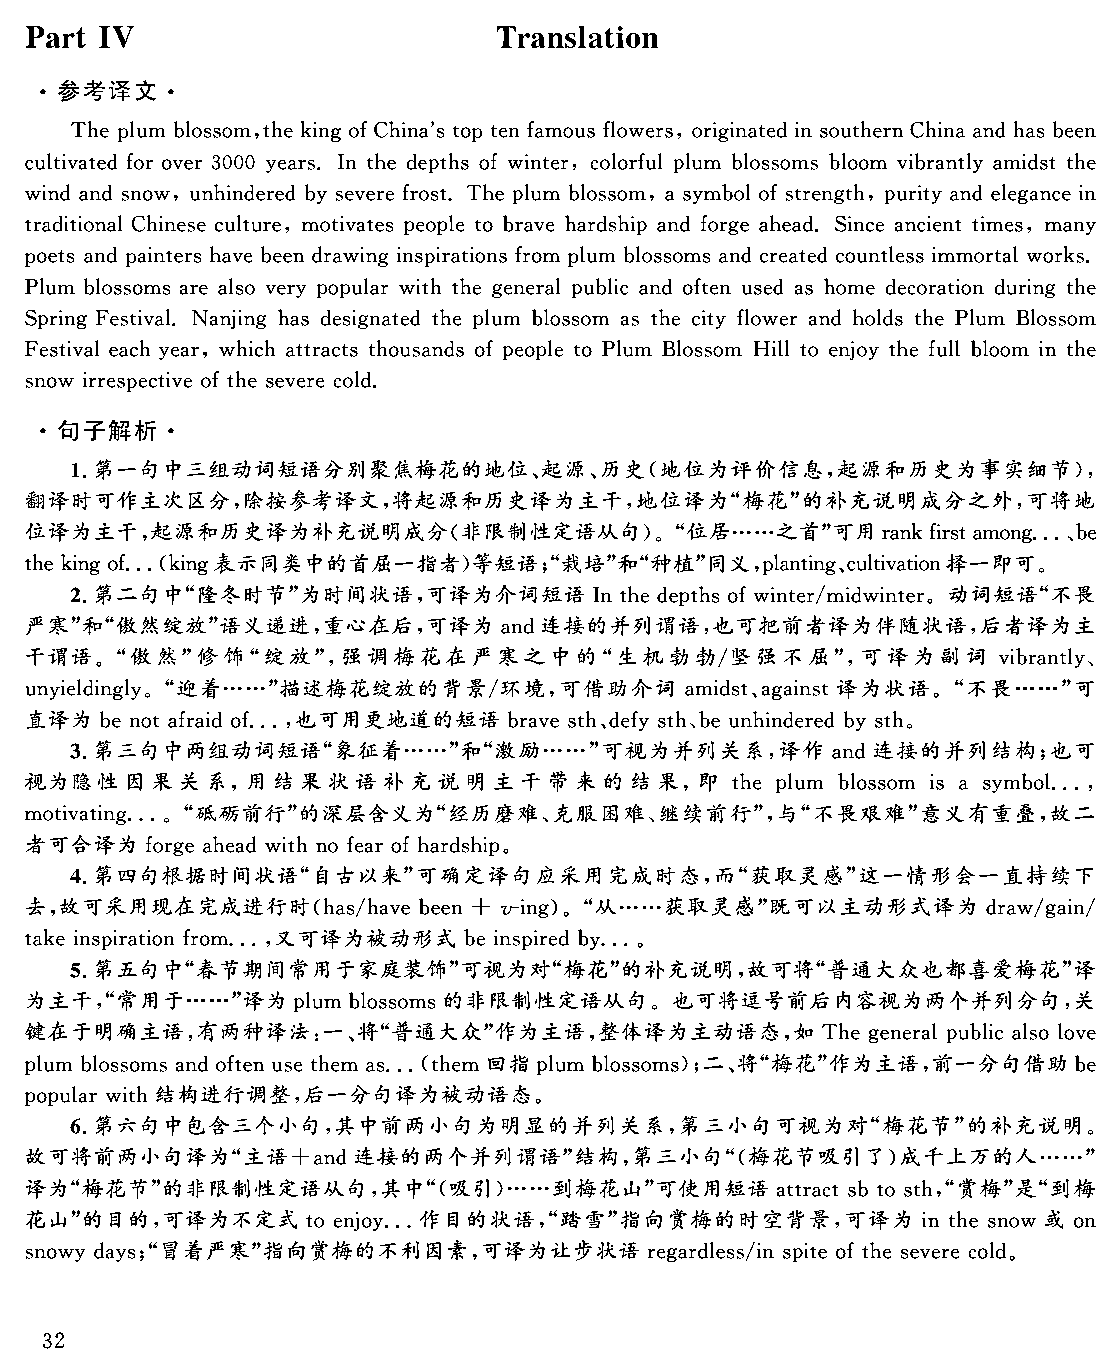 Part IV Translation
·参考译文·
The plum blossom,the king of China's top ten famous flowers, originated in southern China and has been
cultivated for over 3000 years. In the depths of winter, colorful plum blossoms bloom vibrantly amidst the
wind and snow, unhindered by severe frost. The plum blossom, a symbol of strength, purity and elegance in
traditional Chinese culture, motivates people to brave hardship and forge ahead. Since ancient times, many
poets and painters have been drawing inspirations from plum blossoms and created countless immortal works.
Plum blossoms are also very popular with the general public and often used as home decoration during the
Spring Festival. Nanjing has designated the plum blossom as the city flower and holds the Plum Blossom
Festival each year, which attracts thousands of people to Plum Blossom Hill to enjoy the full bloom in the
snow irrespective of the severe cold.
·句子解析·
1. 第一句中三组动词短语分别聚焦梅花的地位、起源、历史(地位为评价信息,起源和历史为事实细节),
翻译时可作主次区分,除按参考译文,将起源和历史译为主干,地位译为“梅花”的补充说明成分之外,可将地
位译为主干,起源和历史译为补充说明成分(非限制性定语从句)。“位居……之首”可用 rank first among...、be
the king of...(king 表示同类中的首屈一指者)等短语;“栽培”和“种植”同义,planting、cultivation 择一即可。
2. 第二句中“隆冬时节”为时间状语,可译为介词短语 In the depths of winter/midwinter。动词短语“不畏
严寒”和“傲然绽放”语义递进,重心在后,可译为 and 连接的并列谓语,也可把前者译为伴随状语,后者译为主
干谓语。“傲然”修饰“绽放”,强调梅花在严寒之中的“生机勃勃/坚强不屈”,可译为副词 vibrantly、
unyieldingly。“迎着……”描述梅花绽放的背景/环境,可借助介词 amidst、against 译为状语。“不畏……”可
直译为 be not afraid of...,也可用更地道的短语 brave sth、defy sth、be unhindered by sth。
3. 第三句中两组动词短语“象征着……”和“激励……”可视为并列关系,译作 and 连接的并列结构;也可
视为隐性因果关系,用结果状语补充说明主干带来的结果,即 the plum blossom is a symbol...,
motivating...。“砥砺前行”的深层含义为“经历磨难、克服困难、继续前行”,与“不畏艰难”意义有重叠,故二
者可合译为 forge ahead with no fear of hardship。
4. 第四句根据时间状语“自古以来”可确定译句应采用完成时态,而“获取灵感”这一情形会一直持续下
去,故可采用现在完成进行时(has/have been + v-ing)。“从……获取灵感”既可以主动形式译为 draw/gain/
take inspiration from...,又可译为被动形式 be inspired by...。
5. 第五句中“春节期间常用于家庭装饰”可视为对“梅花”的补充说明,故可将“普通大众也都喜爱梅花”译
为主干,“常用于……”译为 plum blossoms 的非限制性定语从句。也可将逗号前后内容视为两个并列分句,关
键在于明确主语,有两种译法:一、将“普通大众”作为主语,整体译为主动语态,如 The general public also love
plum blossoms and often use them as...(them 回指 plum blossoms);二、将“梅花”作为主语,前一分句借助 be
popular with 结构进行调整,后一分句译为被动语态。
6. 第六句中包含三个小句,其中前两小句为明显的并列关系,第三小句可视为对“梅花节”的补充说明。
故可将前两小句译为“主语+and 连接的两个并列谓语”结构,第三小句“(梅花节吸引了)成千上万的人……”
译为“梅花节”的非限制性定语从句,其中“(吸引)……到梅花山”可使用短语 attract sb to sth,“赏梅”是“到梅
花山”的目的,可译为不定式 to enjoy...作目的状语,“踏雪”指向赏梅的时空背景,可译为 in the snow 或 on
snowy days;“冒着严寒”指向赏梅的不利因素,可译为让步状语 regardless/in spite of the severe cold。
32